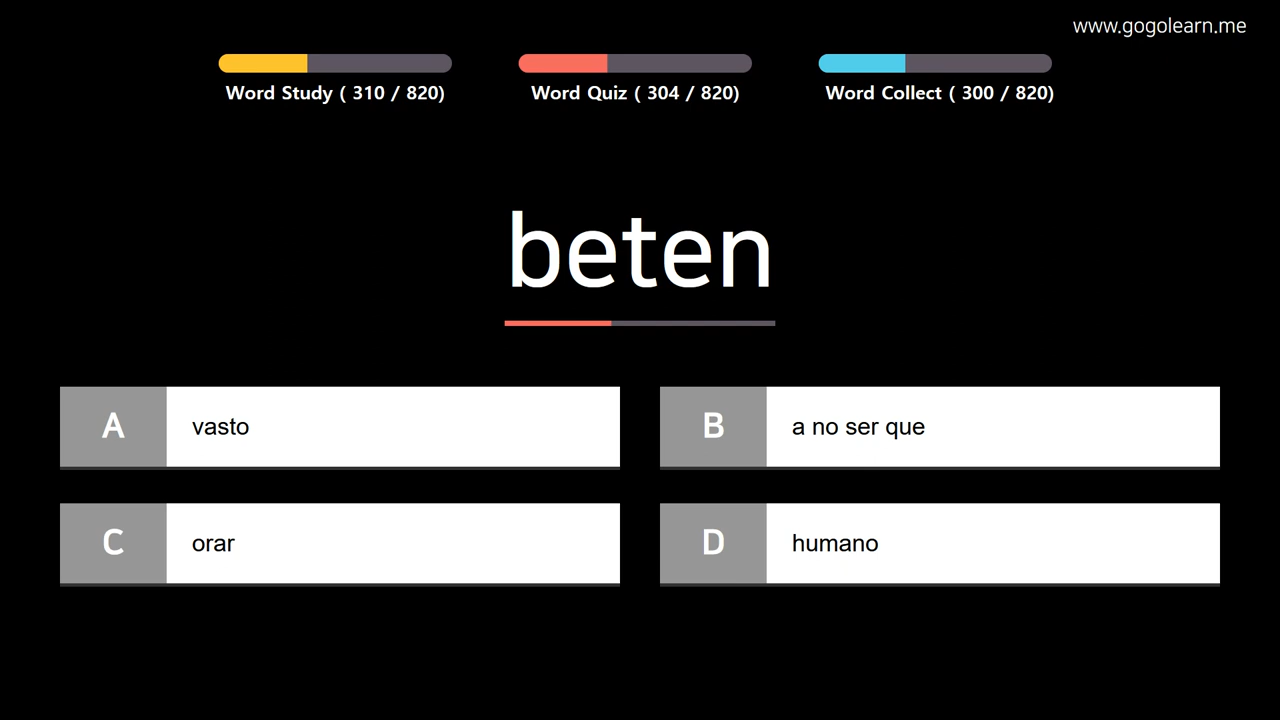 www.gogolearn.me
Word Study ( 310 / 820)
Word Quiz ( 304 / 820)
Word Collect ( 300 / 820)
beten
A vasto
B a no ser que
C orar
D humano